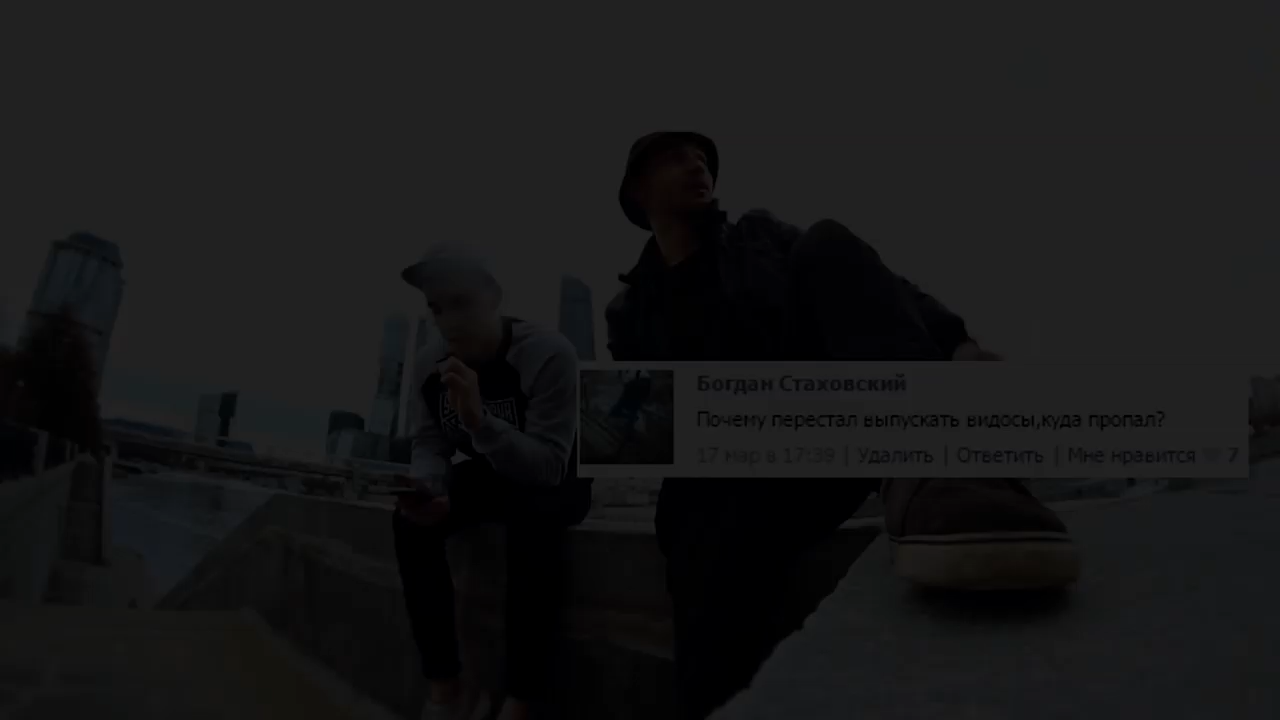 Богдан Стаховский
Почему перестал выпускать видосы,куда пропал?
17 мар в 17:39 | Удалить | Ответить | Мне нравится 7